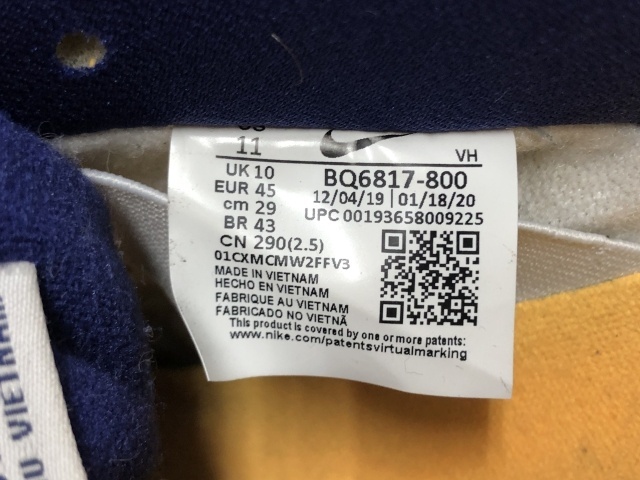 11
VH
UK 10
BQ6817-800
EUR 45
12/04/19 | 01/18/20
cm 29
UPC 00193658009225
BR 43
CN 290(2.5)
01CXMCMW2FFV3
MADE IN VIETNAM
HECHO EN VIETNAM
FABRIQUE AU VIETNAM
FABRICADO NO VIETNÃ
This product is covered by one or more patents:
www.nike.com/patentsvirtualmarking
VIETNAM